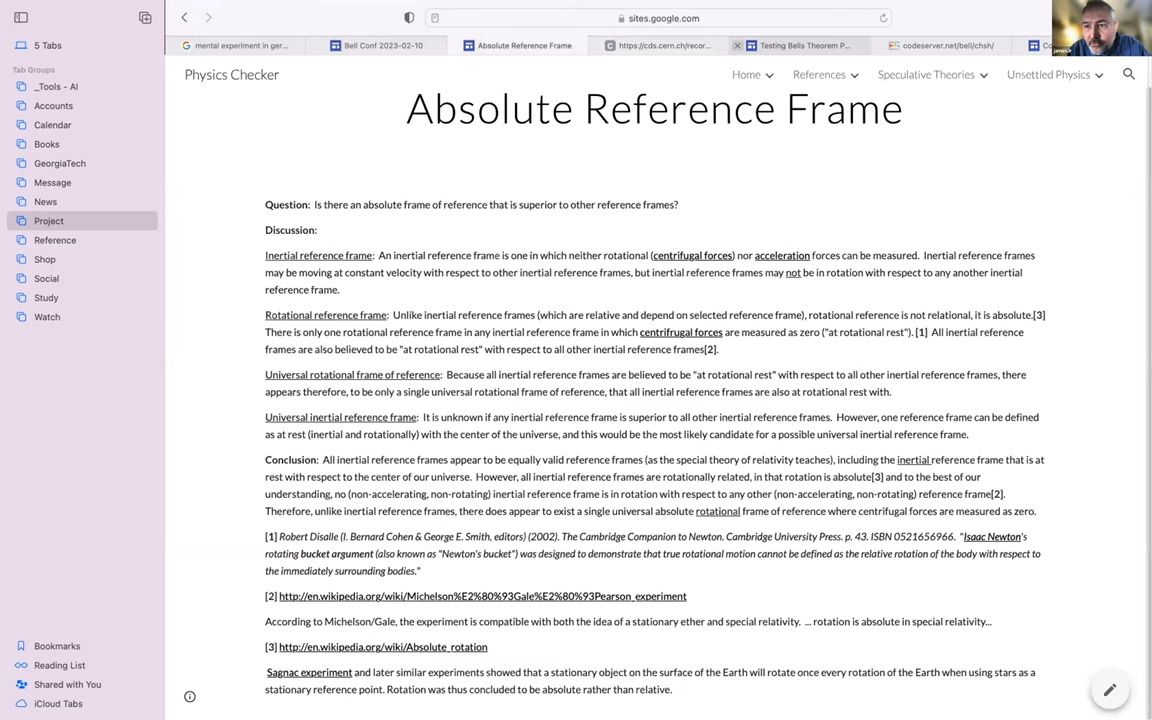 5 Tabs
Tab Groups
_Tools - AI
Accounts
Calendar
Books
GeorgiaTech
Message
News
Project
Reference
Shop
Social
Study
Watch
Bookmarks
Reading List
Shared with You
iCloud Tabs
sites.google.com
mental experiment in ger...
Bell Conf 2023-02-10
Absolute Reference Frame
https://cds.cern.ch/recor...
Testing Bells Theorem P...
codeserver.net/bell/chsh/
Physics Checker
Home
References
Speculative Theories
Unsettled Physics
Absolute Reference Frame
Question: Is there an absolute frame of reference that is superior to other reference frames?
Discussion:
Inertial reference frame: An inertial reference frame is one in which neither rotational (centrifugal forces) nor acceleration forces can be measured. Inertial reference frames
may be moving at constant velocity with respect to other inertial reference frames, but inertial reference frames may not be in rotation with respect to any another inertial
reference frame.
Rotational reference frame: Unlike inertial reference frames (which are relative and depend on selected reference frame), rotational reference is not relational, it is absolute.[3]
There is only one rotational reference frame in any inertial reference frame in which centrifrugal forces are measured as zero ("at rotational rest"). [1] All inertial reference
frames are also believed to be "at rotational rest" with respect to all other inertial reference frames[2].
Universal rotational frame of reference: Because all inertial reference frames are believed to be "at rotational rest" with respect to all other inertial reference frames, there
appears therefore, to be only a single universal rotational frame of reference, that all inertial reference frames are also at rotational rest with.
Universal inertial reference frame: It is unknown if any inertial reference frame is superior to all other inertial reference frames. However, one reference frame can be defined
as at rest (inertial and rotationally) with the center of the universe, and this would be the most likely candidate for a possible universal inertial reference frame.
Conclusion: All inertial reference frames appear to be equally valid reference frames (as the special theory of relativity teaches), including the inertial reference frame that is at
rest with respect to the center of our universe. However, all inertial reference frames are rotationally related, in that rotation is absolute[3] and to the best of our
understanding, no (non-accelerating, non-rotating) inertial reference frame is in rotation with respect to any other (non-accelerating, non-rotating) reference frame[2].
Therefore, unlike inertial reference frames, there does appear to exist a single universal absolute rotational frame of reference where centrifugal forces are measured as zero.
[1] Robert Disalle (I. Bernard Cohen & George E. Smith, editors) (2002). The Cambridge Companion to Newton. Cambridge University Press. p. 43. ISBN 0521656966. "Isaac Newton's
rotating bucket argument (also known as "Newton's bucket") was designed to demonstrate that true rotational motion cannot be defined as the relative rotation of the body with respect to
the immediately surrounding bodies."
[2] http://en.wikipedia.org/wiki/Michelson%E2%80%93Gale%E2%80%93Pearson_experiment
According to Michelson/Gale, the experiment is compatible with both the idea of a stationary ether and special relativity. ... rotation is absolute in special relativity...
[3] http://en.wikipedia.org/wiki/Absolute_rotation
Sagnac experiment and later similar experiments showed that a stationary object on the surface of the Earth will rotate once every rotation of the Earth when using stars as a
stationary reference point. Rotation was thus concluded to be absolute rather than relative.